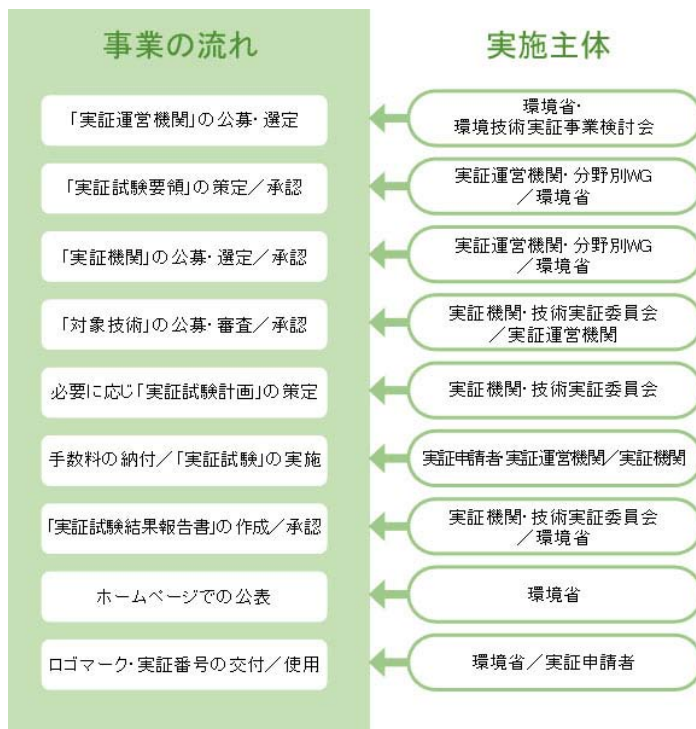 事業の流れ
実施主体
「実証運営機関」の公募・選定
環境省・
環境技術実証事業検討会
「実証試験要領」の策定／承認
実証運営機関・分野別WG
／環境省
「実証機関」の公募・選定／承認
実証運営機関・分野別WG
／環境省
「対象技術」の公募・審査／承認
実証機関・技術実証委員会
／実証運営機関
必要に応じ「実証試験計画」の策定
実証機関・技術実証委員会
手数料の納付／「実証試験」の実施
実証申請者・実証運営機関／実証機関
「実証試験結果報告書」の作成／承認
実証機関・技術実証委員会
／環境省
ホームページでの公表
環境省
ロゴマーク・実証番号の交付／使用
環境省／実証申請者